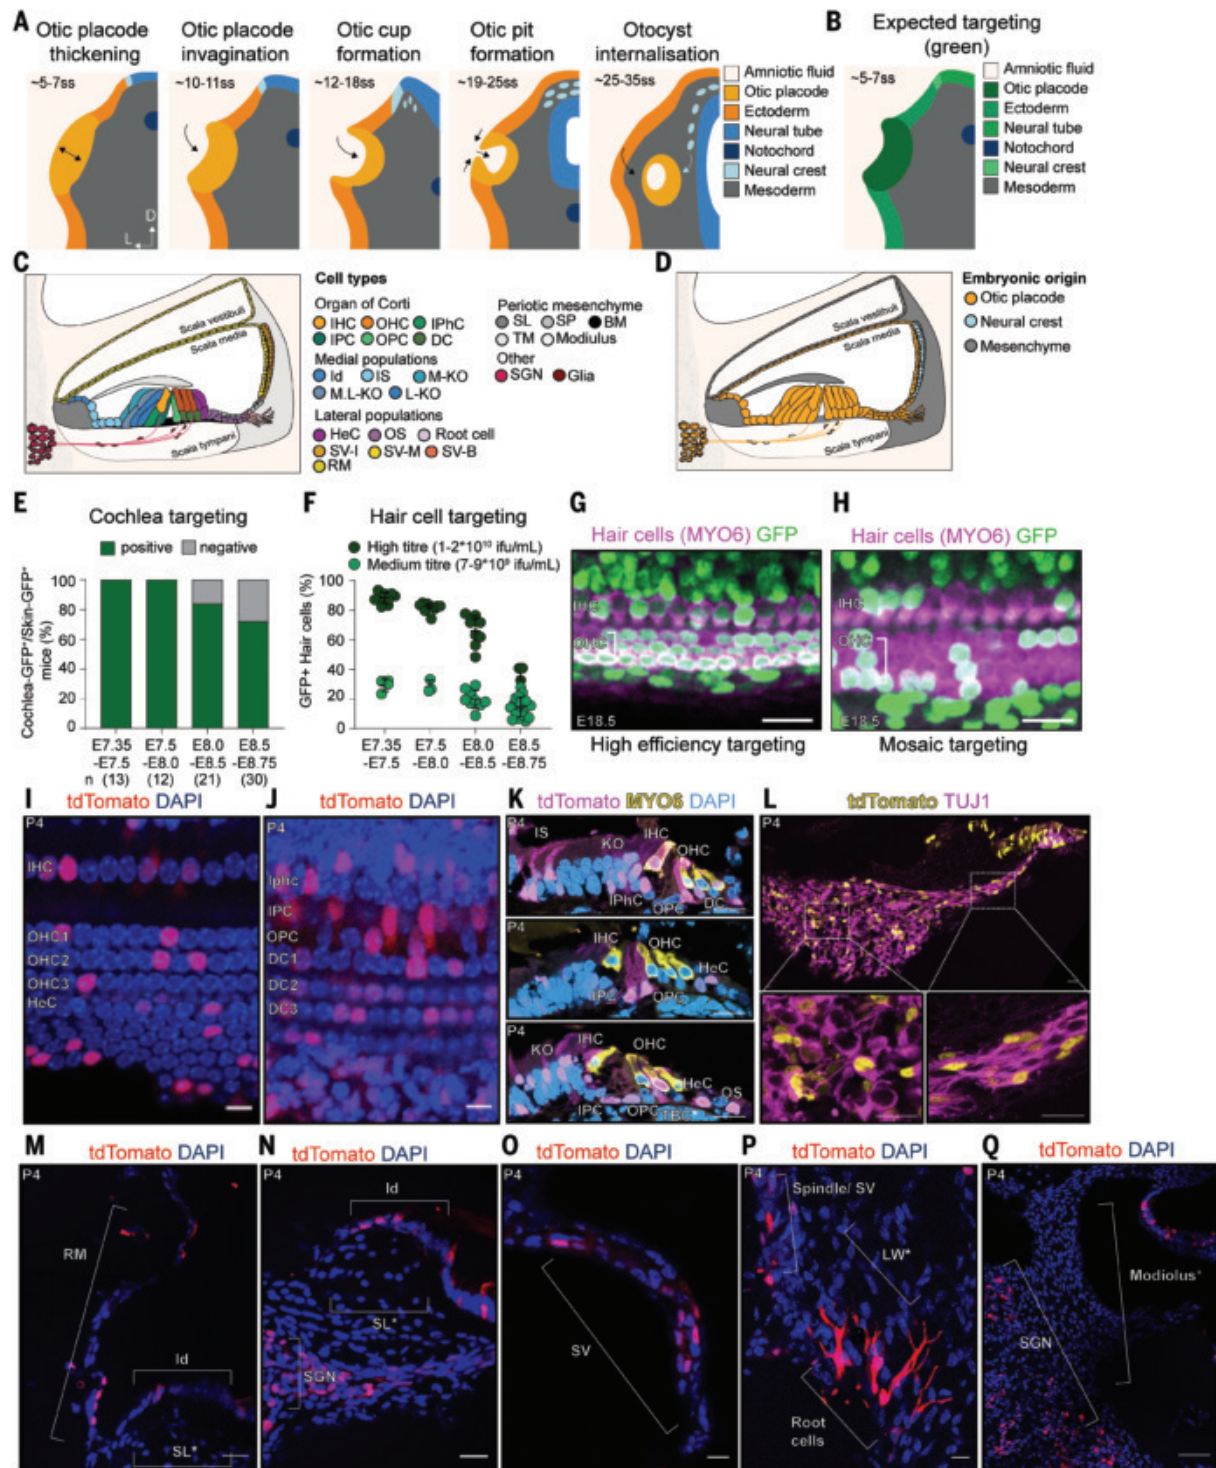 A
Otic placode
thickening
~5-7ss
D
L
Otic placode
invagination
~10-11ss
Otic cup
formation
~12-18ss
Otic pit
formation
~19-25ss
Otocyst
internalisation
~25-35ss
Amniotic fluid
Otic placode
Ectoderm
Neural tube
Notochord
Neural crest
Mesoderm
B
Expected targeting
(green)
~5-7ss
Amniotic fluid
Otic placode
Ectoderm
Neural tube
Notochord
Neural crest
Mesoderm
C
Scala vestibuli
Scala media
Scala tympani
Cell types
Organ of Corti
IHC OHC IPhC
IPC OPC DC
Medial populations
Id IS M-KO
M.L-KO L-KO
Lateral populations
HeC OS Root cell
SV-I SV-M SV-B
RM
Periotic mesenchyme
SL SP BM
TM Modiulus
Other
SGN Glia
D
Scala vestibuli
Scala media
Scala tympani
Embryonic origin
Otic placode
Neural crest
Mesenchyme
E
Cochlea targeting
positive negative
Cochlea-GFP⁺/Skin-GFP⁺
mice (%)
100
80
60
40
20
0
E7.35 E7.5 E8.0 E8.5
-E7.5 -E8.0 -E8.5 -E8.75
n (13) (12) (21) (30)
F
Hair cell targeting
High titre (1-2*10¹⁰ ifu/mL)
Medium titre (7-9*10⁹ ifu/mL)
GFP+ Hair cells (%)
100
80
60
40
20
0
E7.35 E7.5 E8.0 E8.5
-E7.5 -E8.0 -E8.5 -E8.75
G
Hair cells (MYO6) GFP
IHC
OHC
E18.5
High efficiency targeting
H
Hair cells (MYO6) GFP
IHC
OHC
E18.5
Mosaic targeting
I
tdTomato DAPI
P4
IHC
OHC1
OHC2
OHC3
HeC
J
tdTomato DAPI
P4
Iphc
IPC
OPC
DC1
DC2
DC3
K
tdTomato MYO6 DAPI
P4
IS
KO
IHC
OHC
IPhC
OPC
DC
P4
IHC
OHC
HeC
IPC
OPC
P4
KO
IHC
OHC
HeC
OS
IPC
OPC
TBC*
L
tdTomato TUJ1
P4
M
tdTomato DAPI
P4
RM
Id
SL*
N
tdTomato DAPI
P4
Id
SL*
SGN
O
tdTomato DAPI
P4
SV
P
tdTomato DAPI
P4
Spindle/ SV
LW*
Root
cells
Q
tdTomato DAPI
P4
Modiolus*
SGN